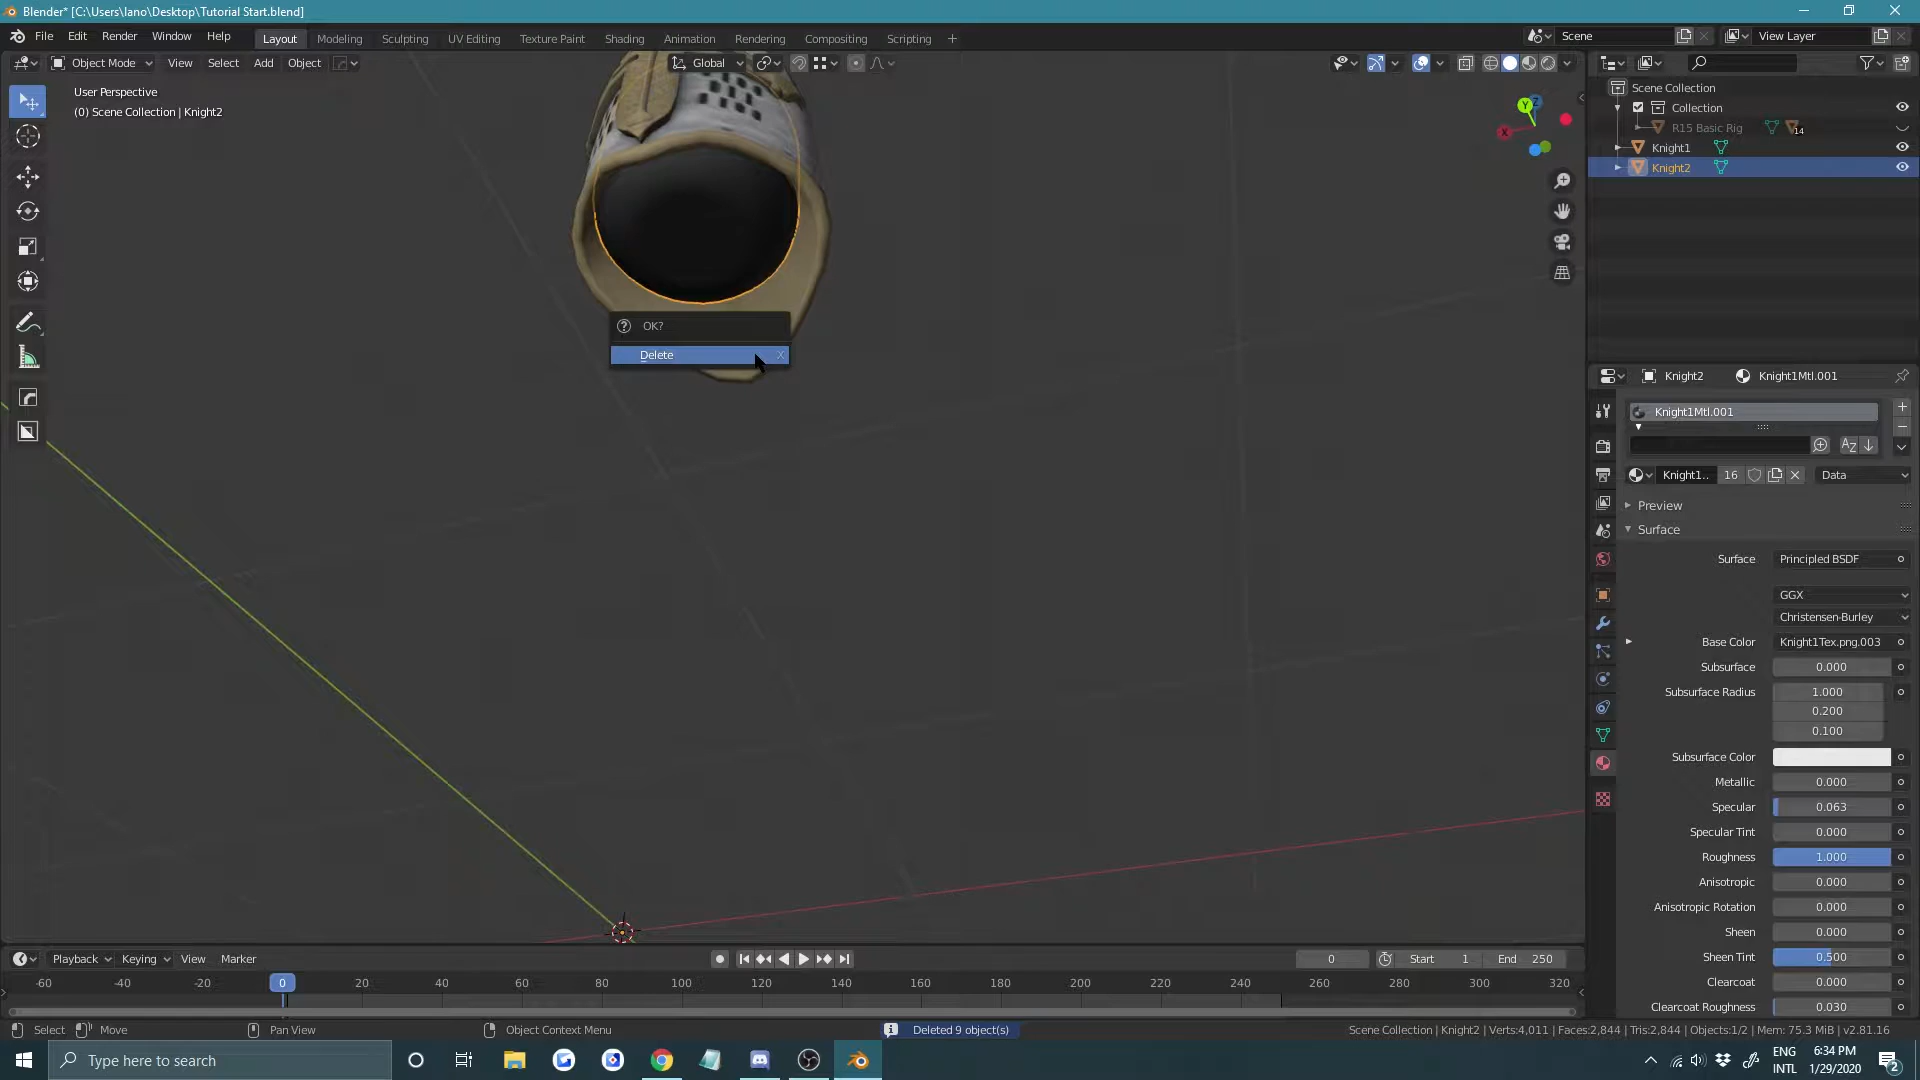 Blender* [C:\Users\Iano\Desktop\Tutorial Start.blend]
File Edit Render Window Help
Layout Modeling Sculpting UV Editing Texture Paint Shading Animation Rendering Compositing Scripting +
Scene View Layer
Object Mode View Select Add Object Global
User Perspective
(0) Scene Collection | Knight2
Y Z
X
Scene Collection
Collection
R15 Basic Rig 14
Knight1
Knight2
OK?
Delete X
Knight2 Knight1Mtl.001
Knight1Mtl.001
Knight1.. 16 Data
Preview
Surface
Surface Principled BSDF
GGX
Christensen-Burley
Base Color Knight1Tex.png.003
Subsurface 0.000
Subsurface Radius 1.000
0.200
0.100
Subsurface Color
Metallic 0.000
Specular 0.063
Specular Tint 0.000
Roughness 1.000
Anisotropic 0.000
Anisotropic Rotation 0.000
Sheen 0.000
Sheen Tint 0.500
Clearcoat 0.000
Clearcoat Roughness 0.030
Playback Keying View Marker 0 Start 1 End 250
-60 -40 -20 0 20 40 60 80 100 120 140 160 180 200 220 240 260 280 300 320
Select Move Pan View Object Context Menu Deleted 9 object(s) Scene Collection | Knight2 | Verts:4,011 | Faces:2,844 | Tris:2,844 | Objects:1/2 | Mem: 75.3 MiB | v2.81.16
Type here to search
ENG 6:34 PM
INTL 1/29/2020 2